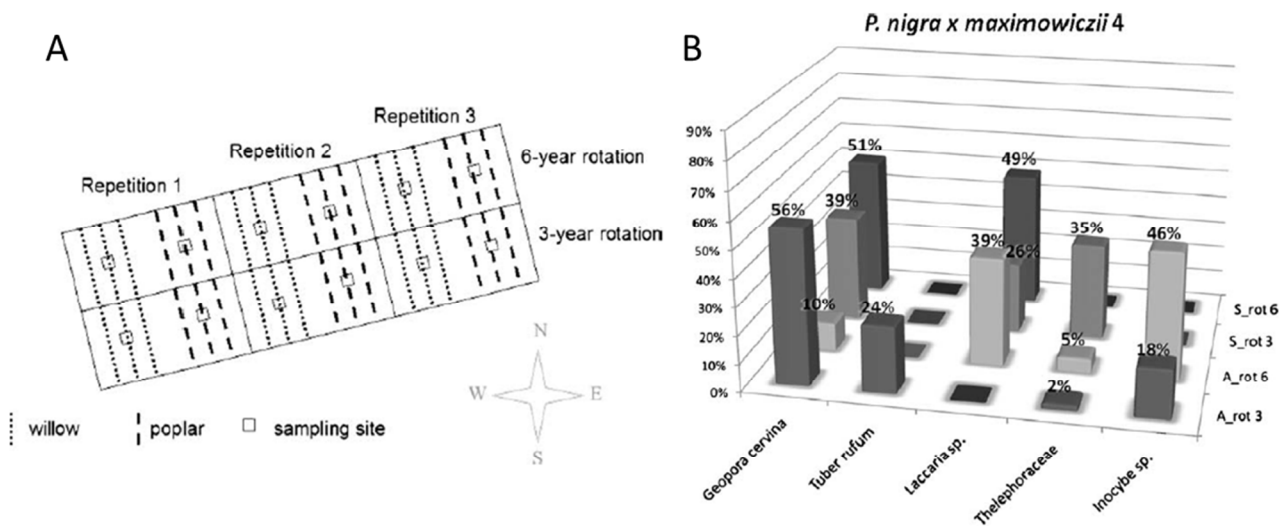 A
Repetition 1
Repetition 2
Repetition 3
6-year rotation
3-year rotation
N
W
E
S
willow
poplar
sampling site
B
P. nigra x maximowiczii 4
90%
80%
70%
60%
50%
40%
30%
20%
10%
0%
51%
49%
39%
39%
26%
35%
46%
56%
10%
24%
5%
2%
18%
S_rot 6
S_rot 3
A_rot 6
A_rot 3
Geopora cervina
Tuber rufum
Laccaria sp.
Thelephoraceae
Inocybe sp.